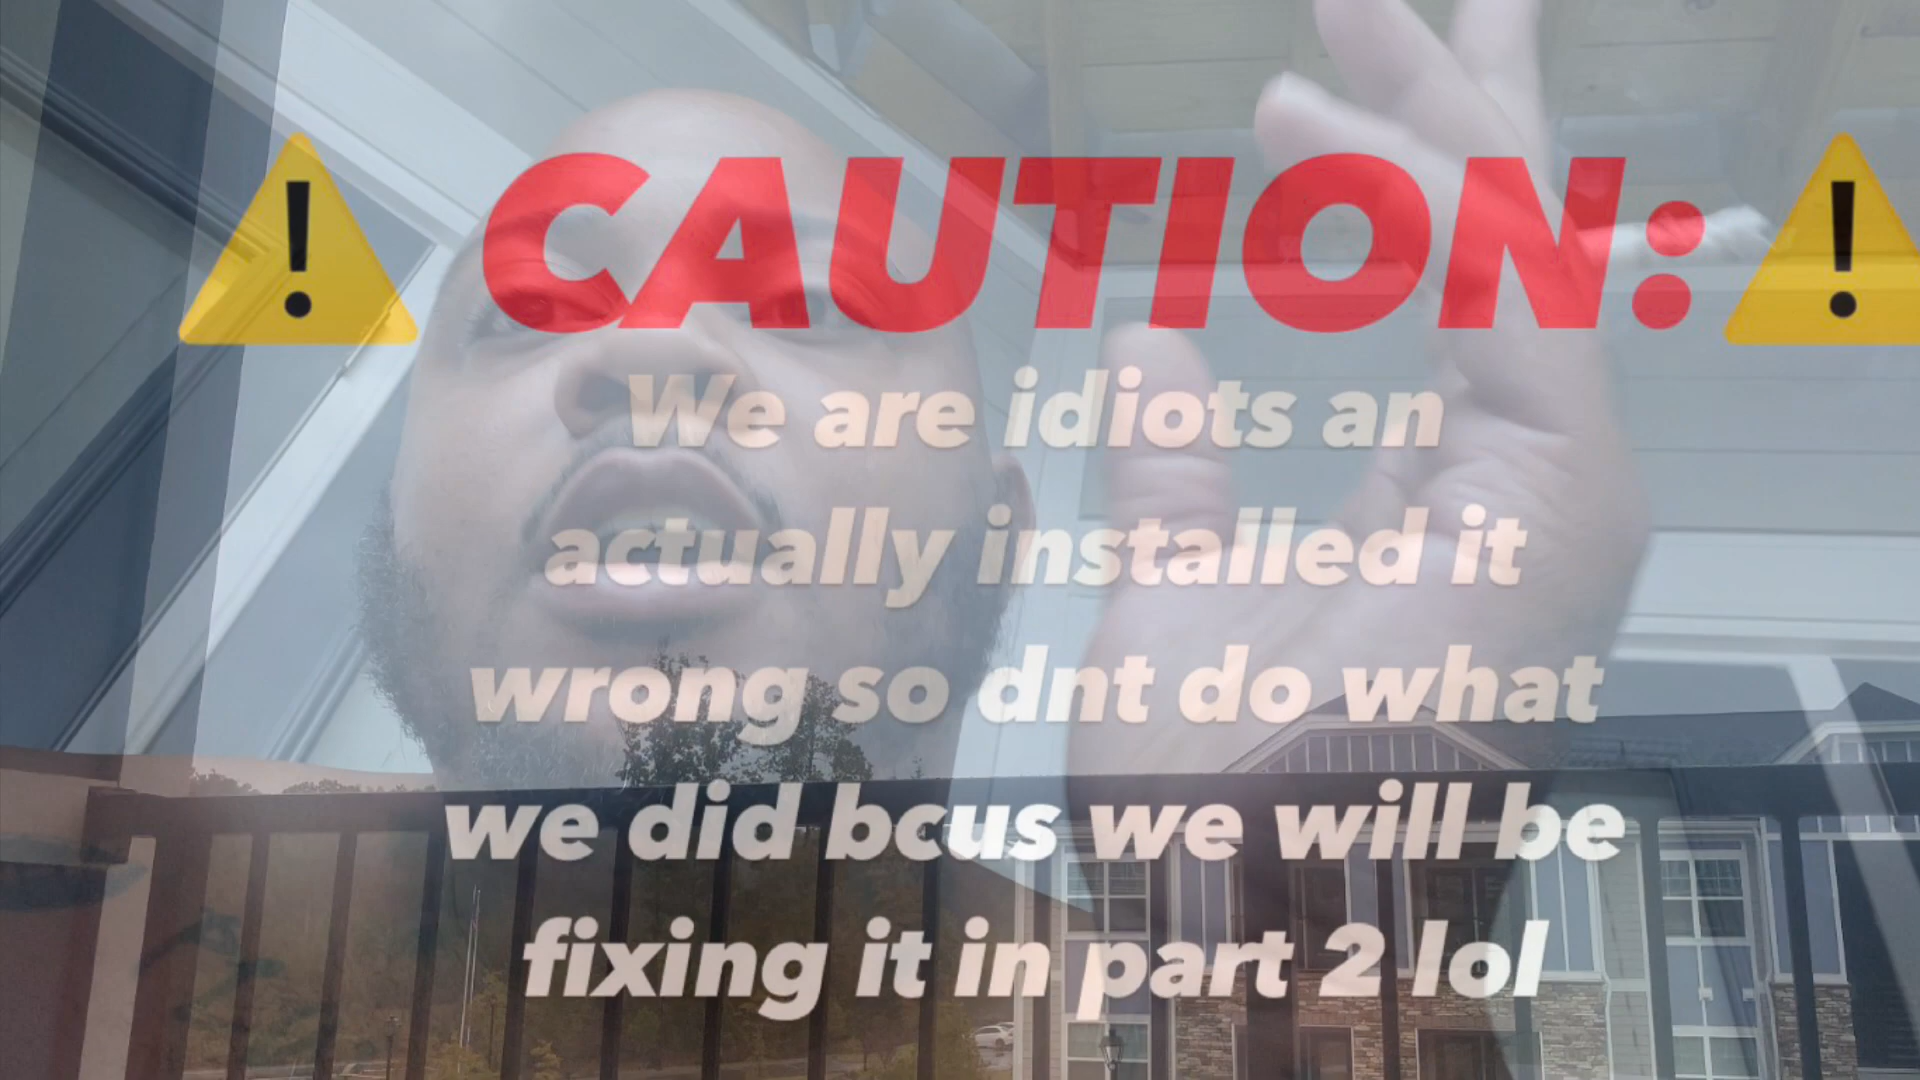 ⚠️ CAUTION: ⚠️
We are idiots an
actually installed it
wrong so dnt do what
we did bcus we will be
fixing it in part 2 lol